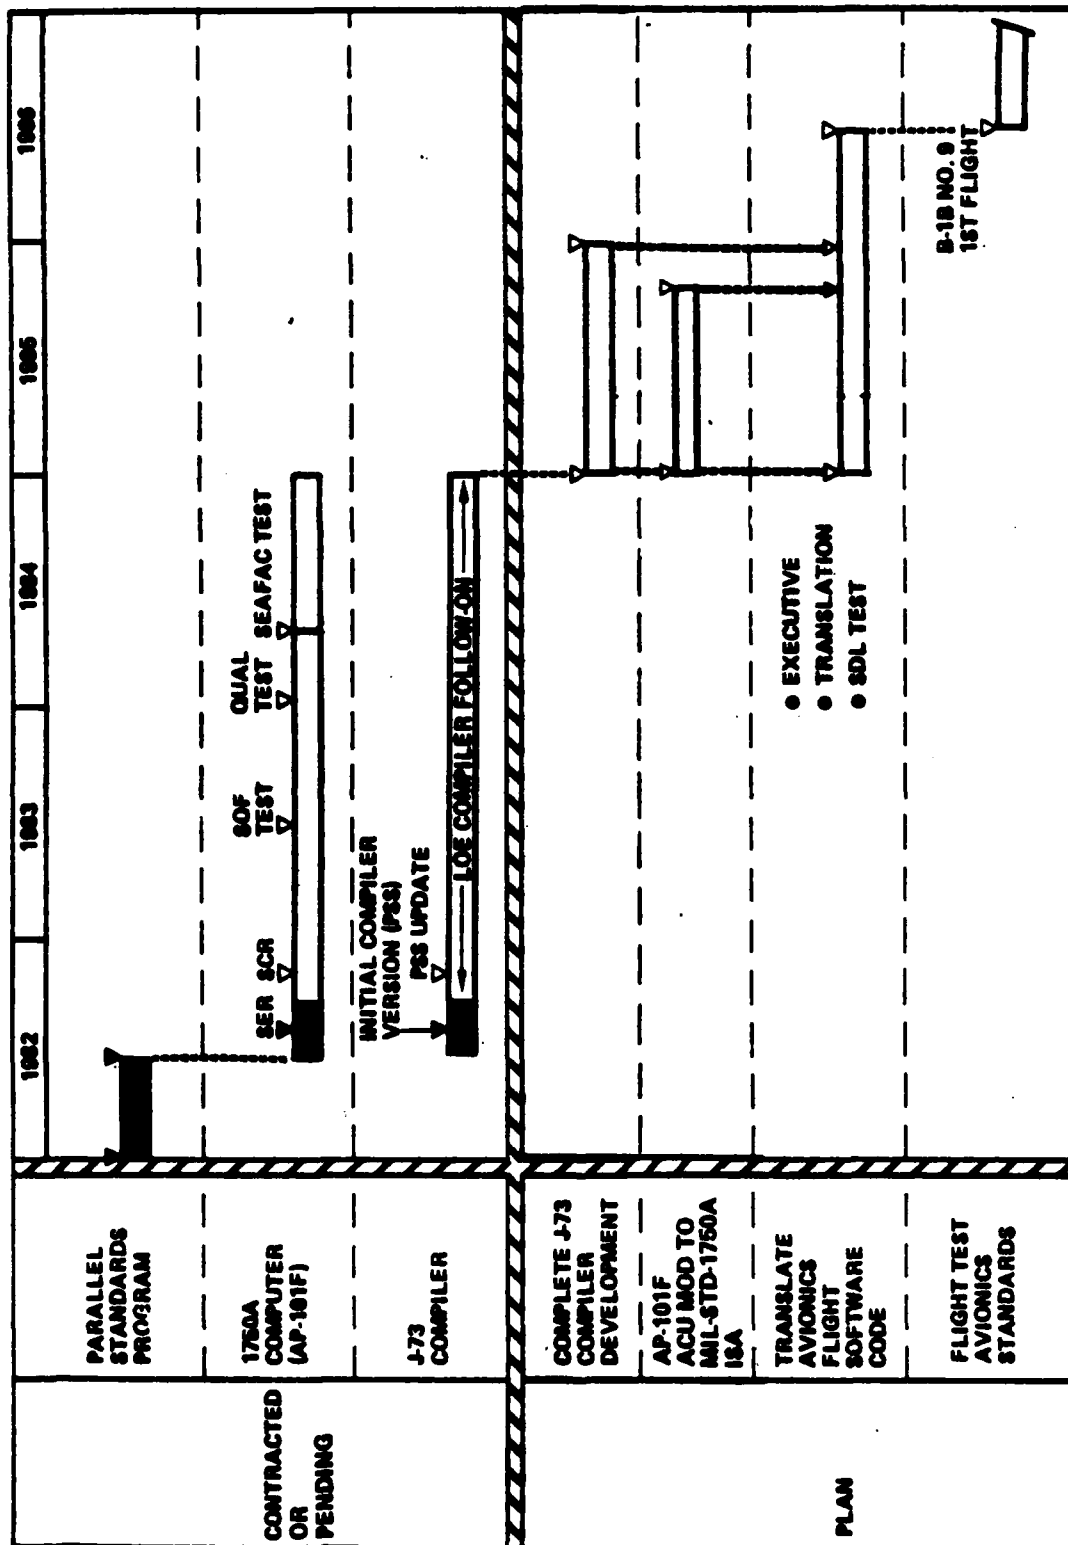 1982 1983 1984 1985 1986
CONTRACTED
OR
PENDING
PARALLEL
STANDARDS
PROGRAM
1750A
COMPUTER
(AP-101F)
SER SCR
SDF
TEST
QUAL
TEST
SEAFAC TEST
J-73
COMPILER
INITIAL COMPILER
VERSION (PSS)
PSS UPDATE
LOE COMPILER FOLLOW-ON
PLAN
COMPLETE J-73
COMPILER
DEVELOPMENT
AP-101F
ACU MOD TO
MIL-STD-1750A
ISA
TRANSLATE
AVIONICS
FLIGHT
SOFTWARE
CODE
● EXECUTIVE
● TRANSLATION
● SDL TEST
FLIGHT TEST
AVIONICS
STANDARDS
B-1B NO. 9
1ST FLIGHT